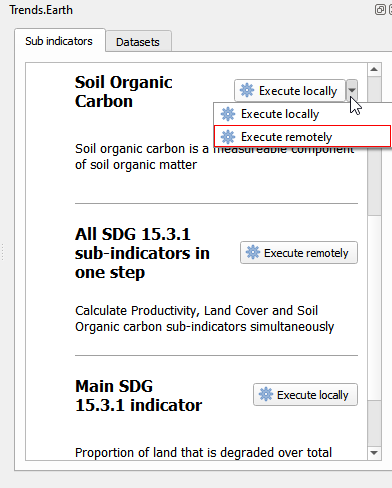 Trends.Earth
Sub indicators
Datasets
Soil Organic
Carbon
Execute locally
Execute locally
Execute remotely
Soil organic carbon is a measureable component
of soil organic matter
All SDG 15.3.1
sub-indicators in
one step
Execute remotely
Calculate Productivity, Land Cover and Soil
Organic carbon sub-indicators simultaneously
Main SDG
15.3.1 indicator
Execute locally
Proportion of land that is degraded over total